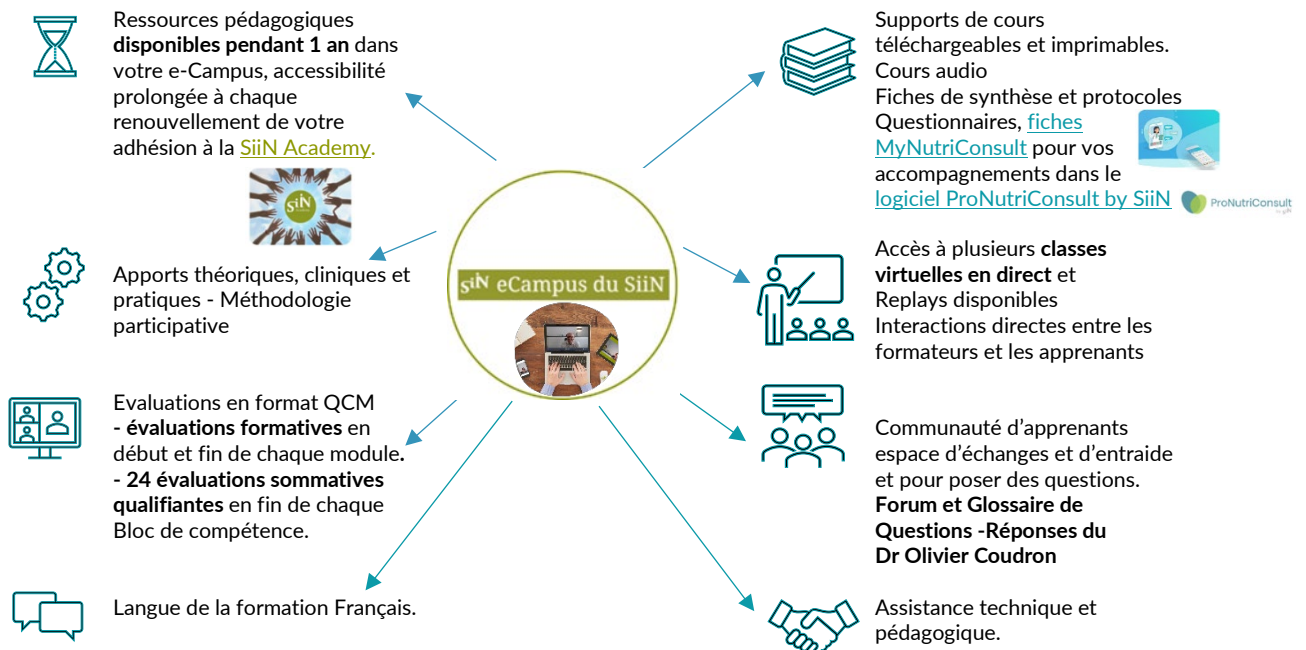 Ressources pédagogiques
disponibles pendant 1 an dans
votre e-Campus, accessibilité
prolongée à chaque
renouvellement de votre
adhésion à la SiiN Academy.
SiiN
Apports théoriques, cliniques et
pratiques - Méthodologie
participative
Evaluations en format QCM
- évaluations formatives en
début et fin de chaque module.
- 24 évaluations sommatives
qualifiantes en fin de chaque
Bloc de compétence.
Langue de la formation Français.
SiiN eCampus du SiiN
Supports de cours
téléchargeables et imprimables.
Cours audio
Fiches de synthèse et protocoles
Questionnaires, fiches
MyNutriConsult pour vos
accompagnements dans le
logiciel ProNutriConsult by SiiN
ProNutriConsult
Accès à plusieurs classes
virtuelles en direct et
Replays disponibles
Interactions directes entre les
formateurs et les apprenants
Communauté d’apprenants
espace d’échanges et d’entraide
et pour poser des questions.
Forum et Glossaire de
Questions -Réponses du
Dr Olivier Coudron
Assistance technique et
pédagogique.